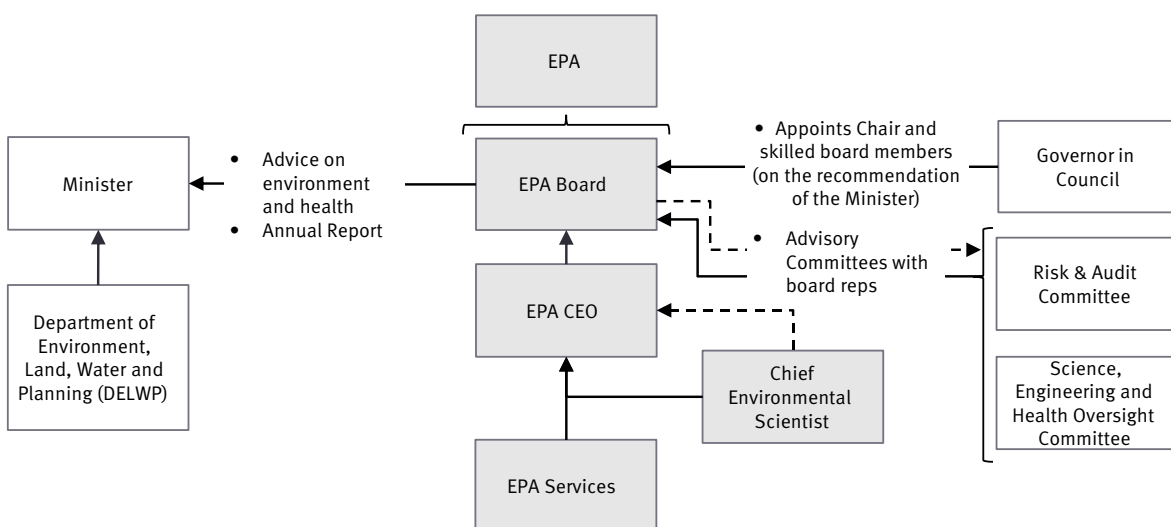 EPA
Minister
• Advice on
environment
and health
• Annual Report
EPA Board
• Appoints Chair and
skilled board members
(on the recommendation
of the Minister)
Governor in
Council
• Advisory
Committees with
board reps
Risk & Audit
Committee
Department of
Environment,
Land, Water and
Planning (DELWP)
EPA CEO
Chief
Environmental
Scientist
Science,
Engineering and
Health Oversight
Committee
EPA Services